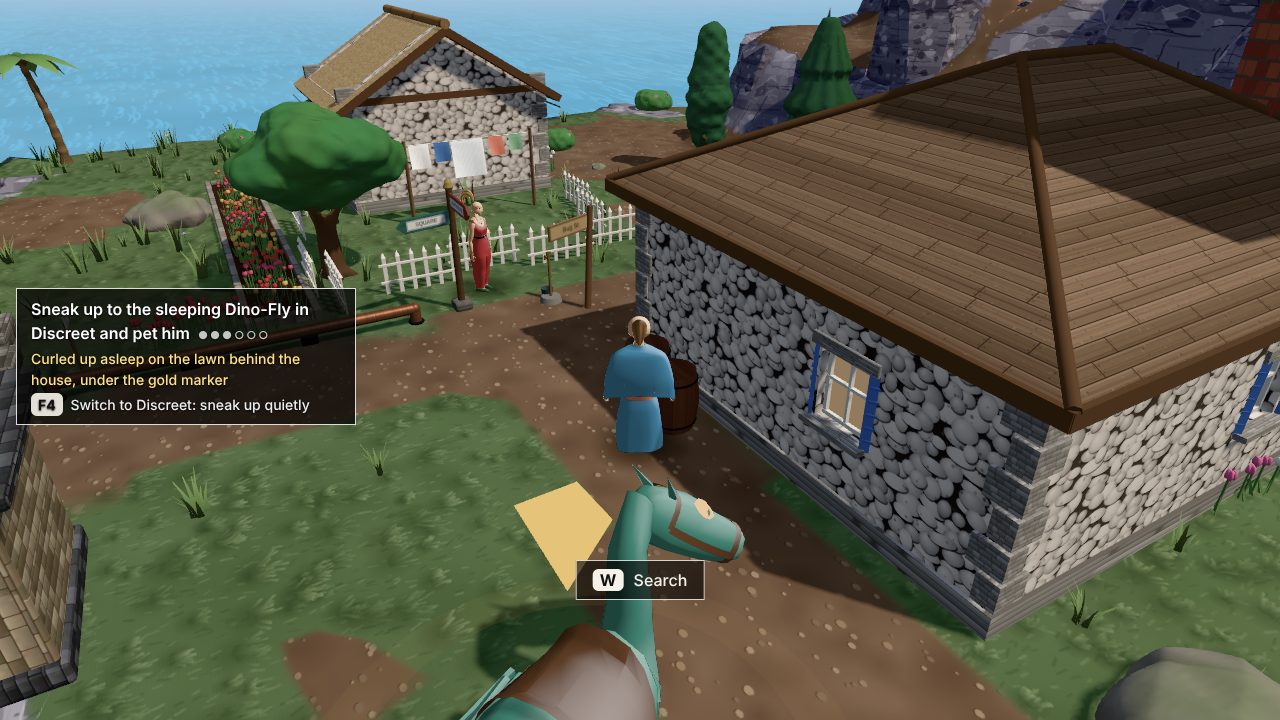 SQUARE
Sneak up to the sleeping Dino-Fly in
Discreet and pet him
Curled up asleep on the lawn behind the
house, under the gold marker
F4 Switch to Discreet: sneak up quietly
W Search